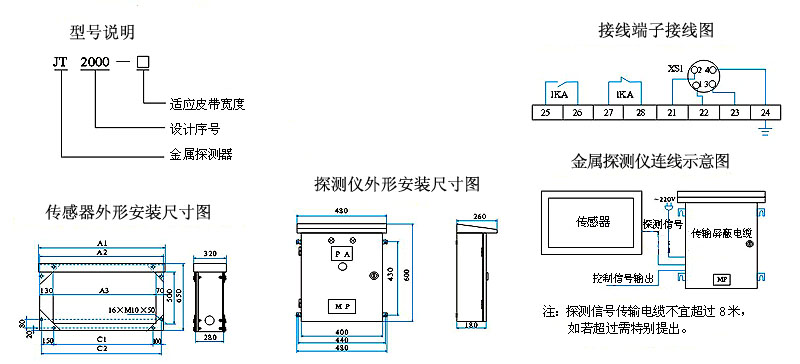 型号说明
JT 2000 — □
适应皮带宽度
设计序号
金属探测器
接线端子接线图
XS1
2 4
1 3
1KA 1KA
25 26 27 28 21 22 23 24
传感器外形安装尺寸图
A1
A2
320
130 A3 70
500
650
16×M10×50
80
20
150 C1 100
C2
280
探测仪外形安装尺寸图
480
260
P A
430
600
M P
400
440
480
180
金属探测仪连线示意图
~220V
传感器
探测信号
传输屏蔽电缆
控制信号输出
MP
注：探测信号传输电缆不宜超过8米，
如若超过需特别提出。